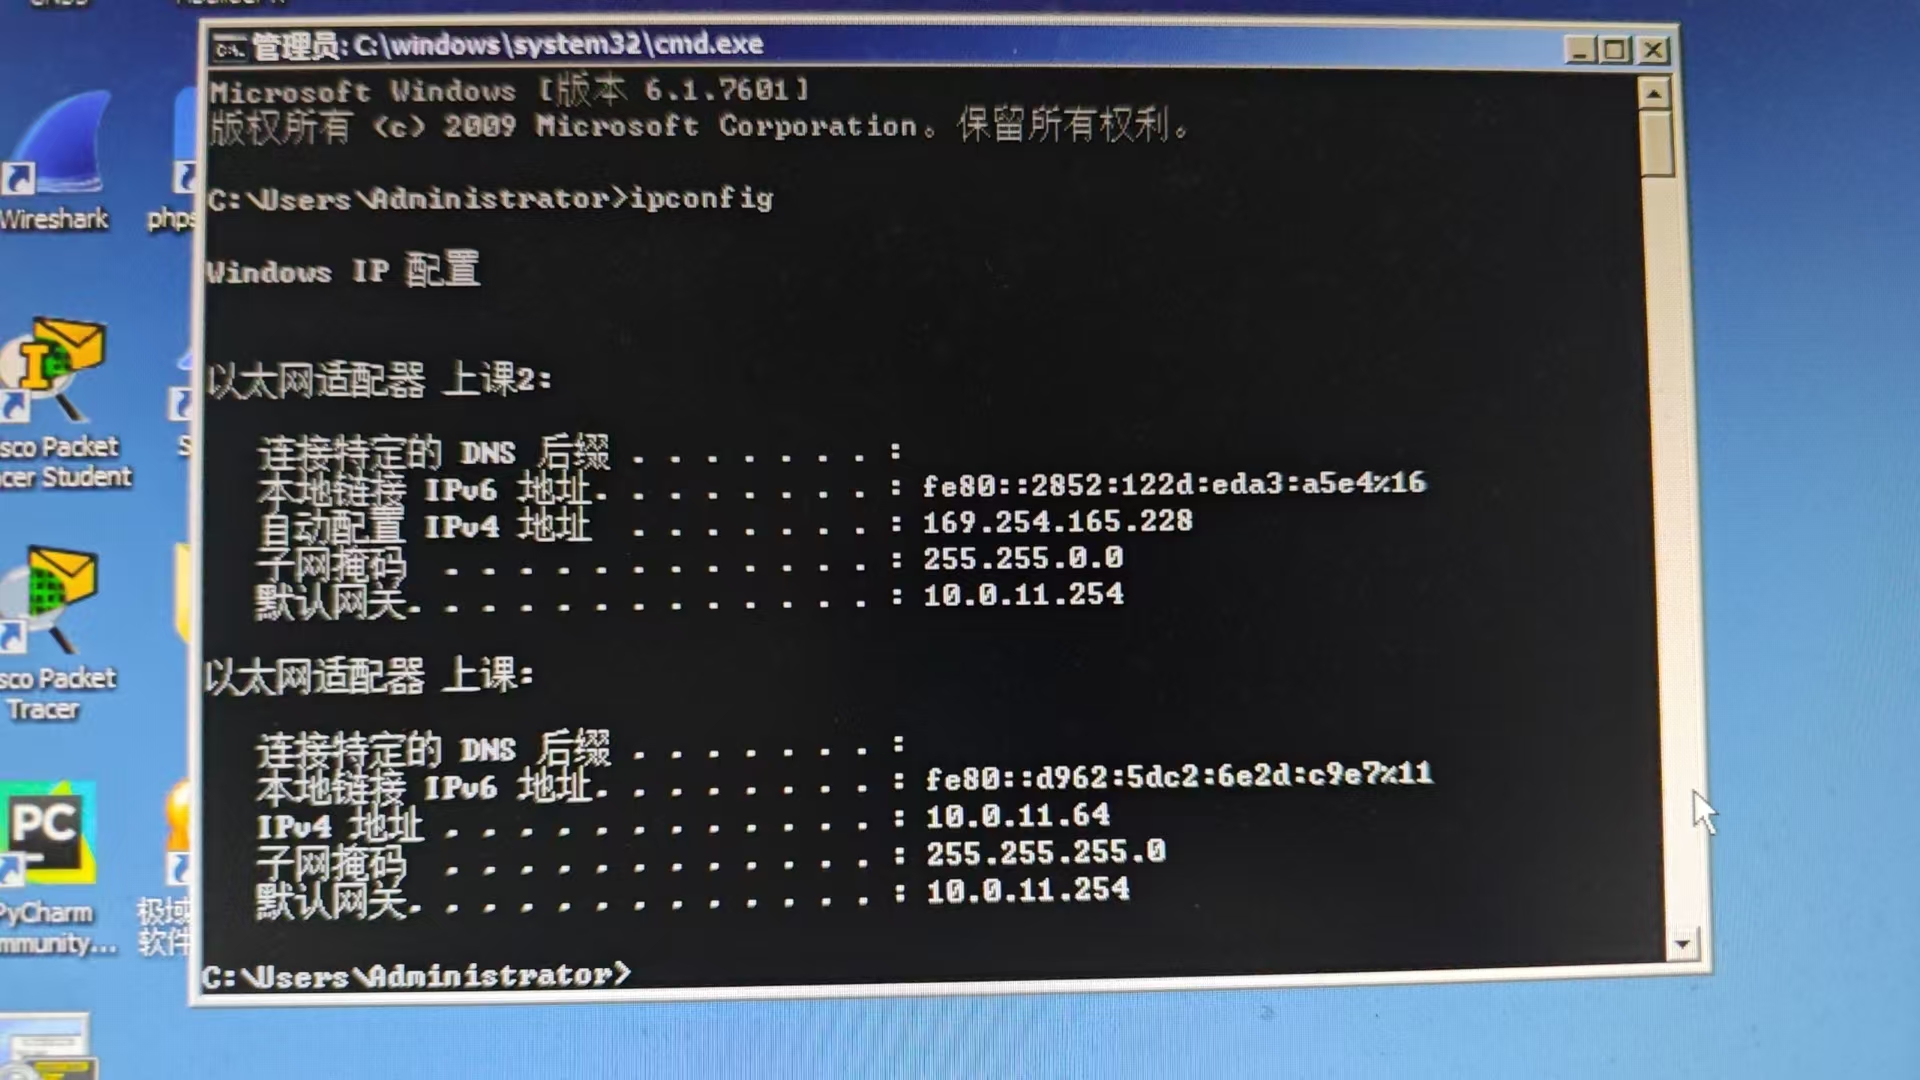 管理员: C:\windows\system32\cmd.exe
Microsoft Windows [版本 6.1.7601]
版权所有 (c) 2009 Microsoft Corporation。保留所有权利。
C:\Users\Administrator>ipconfig
Windows IP 配置
以太网适配器 上课2:
连接特定的 DNS 后缀 . . . . . . . :
本地链接 IPv6 地址. . . . . . . . : fe80::2852:122d:eda3:a5e4%16
自动配置 IPv4 地址 . . . . . . . : 169.254.165.228
子网掩码 . . . . . . . . . . . . : 255.255.0.0
默认网关. . . . . . . . . . . . . : 10.0.11.254
以太网适配器 上课:
连接特定的 DNS 后缀 . . . . . . . :
本地链接 IPv6 地址. . . . . . . . : fe80::d962:5dc2:6e2d:c9e7%11
IPv4 地址 . . . . . . . . . . . . : 10.0.11.64
子网掩码 . . . . . . . . . . . . : 255.255.255.0
默认网关. . . . . . . . . . . . . : 10.0.11.254
C:\Users\Administrator>
Wireshark
phps
sco Packet
cer Student
S
sco Packet
Tracer
PC
PyCharm
mmunity...
极域
软件